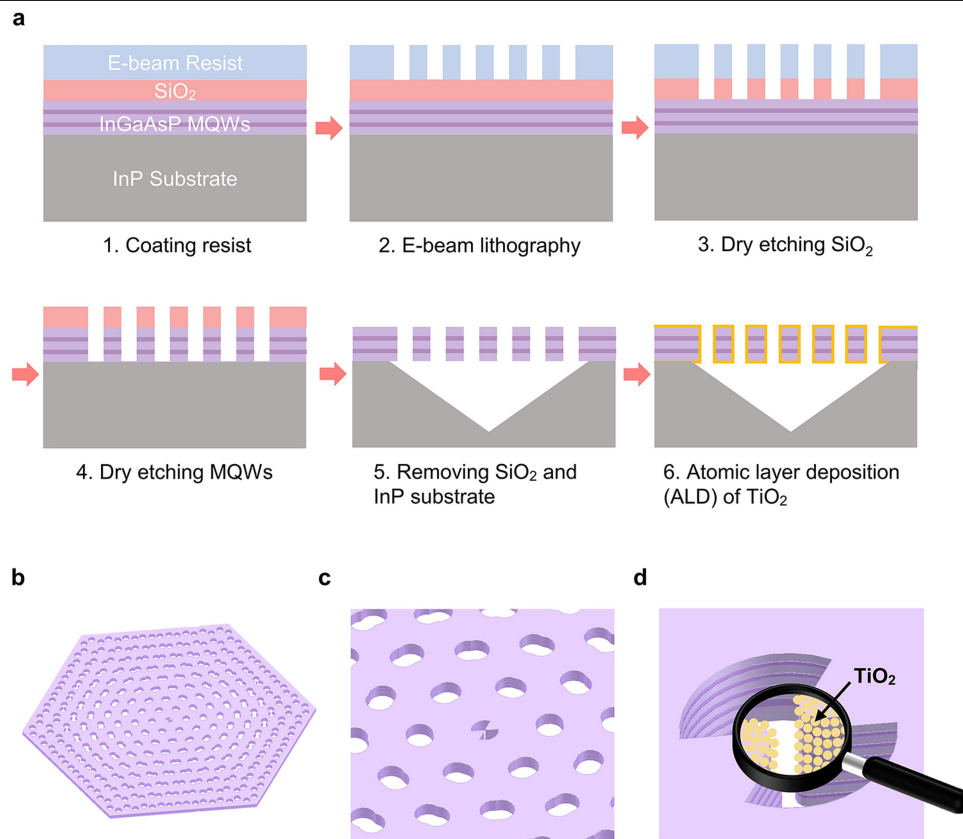 a
E-beam Resist
SiO₂
InGaAsP MQWs
InP Substrate
1. Coating resist
2. E-beam lithography
3. Dry etching SiO₂
4. Dry etching MQWs
5. Removing SiO₂ and
InP substrate
6. Atomic layer deposition
(ALD) of TiO₂
b
c
d
TiO₂